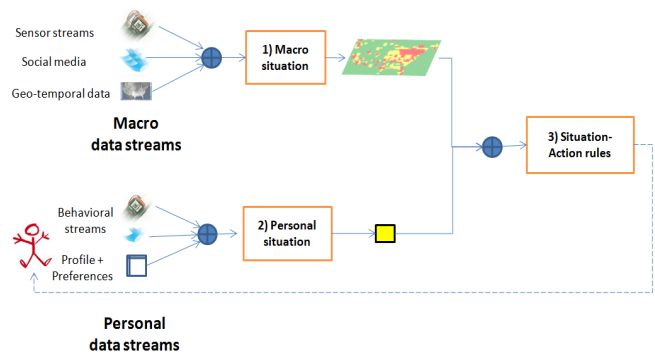 Sensor streams
Social media
Geo-temporal data
Macro
data streams
1) Macro
situation
3) Situation-
Action rules
Behavioral
streams
Profile +
Preferences
2) Personal
situation
Personal
data streams